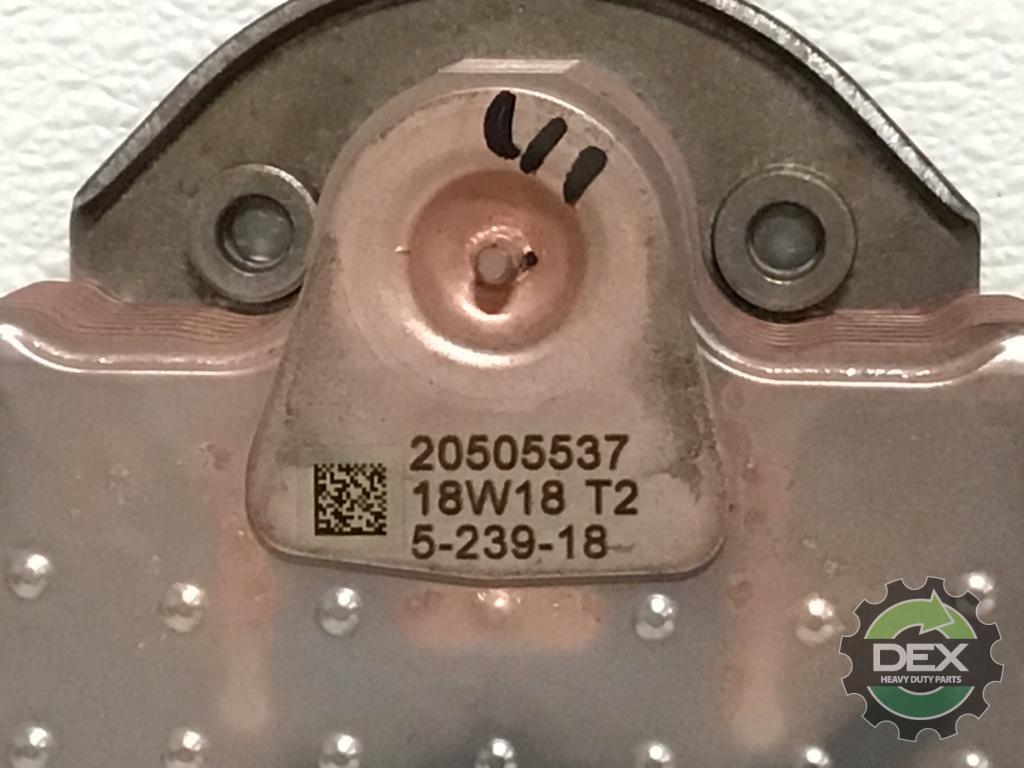 20505537
18W18 T2
5-239-18
DEX
HEAVY DUTY PARTS